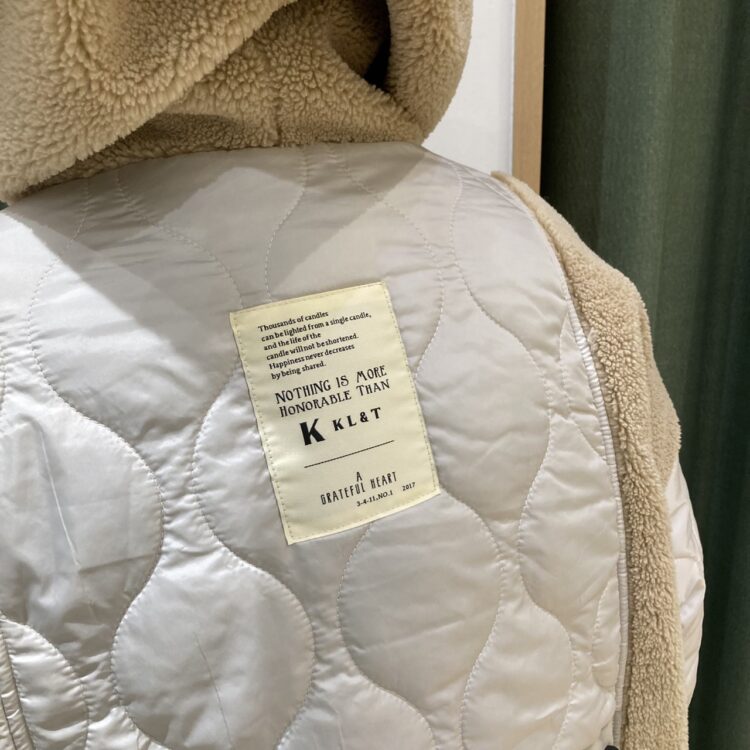 Thousands of candles
can be lighted from a single candle,
and the life of the
candle will not be shortened.
Happiness never decreases
by being shared.
NOTHING IS MORE
HONORABLE THAN
K KL&T
A
GRATEFUL HEART
3-4-11,NO.1 2017